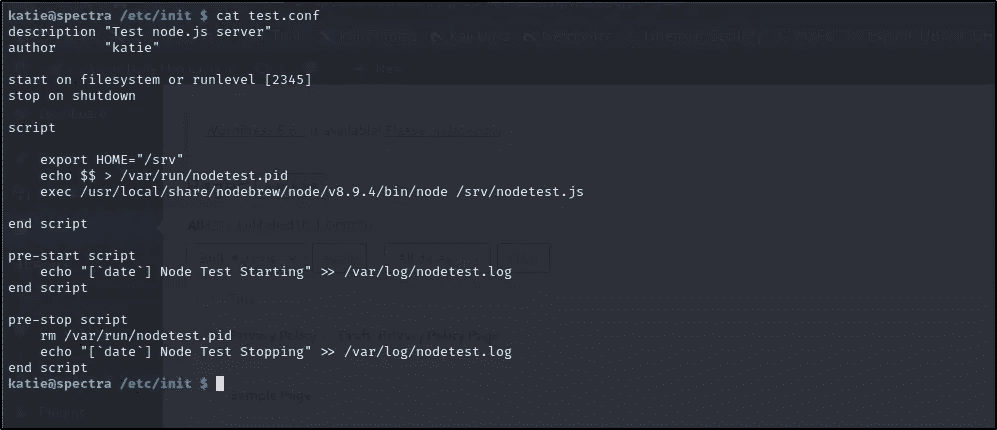 katie@spectra /etc/init $ cat test.conf
description "Test node.js server"
author      "katie"

start on filesystem or runlevel [2345]
stop on shutdown

script

    export HOME="/srv"
    echo $$ > /var/run/nodetest.pid
    exec /usr/local/share/nodebrew/node/v8.9.4/bin/node /srv/nodetest.js

end script

pre-start script
    echo "[`date`] Node Test Starting" >> /var/log/nodetest.log
end script

pre-stop script
    rm /var/run/nodetest.pid
    echo "[`date`] Node Test Stopping" >> /var/log/nodetest.log
end script
katie@spectra /etc/init $